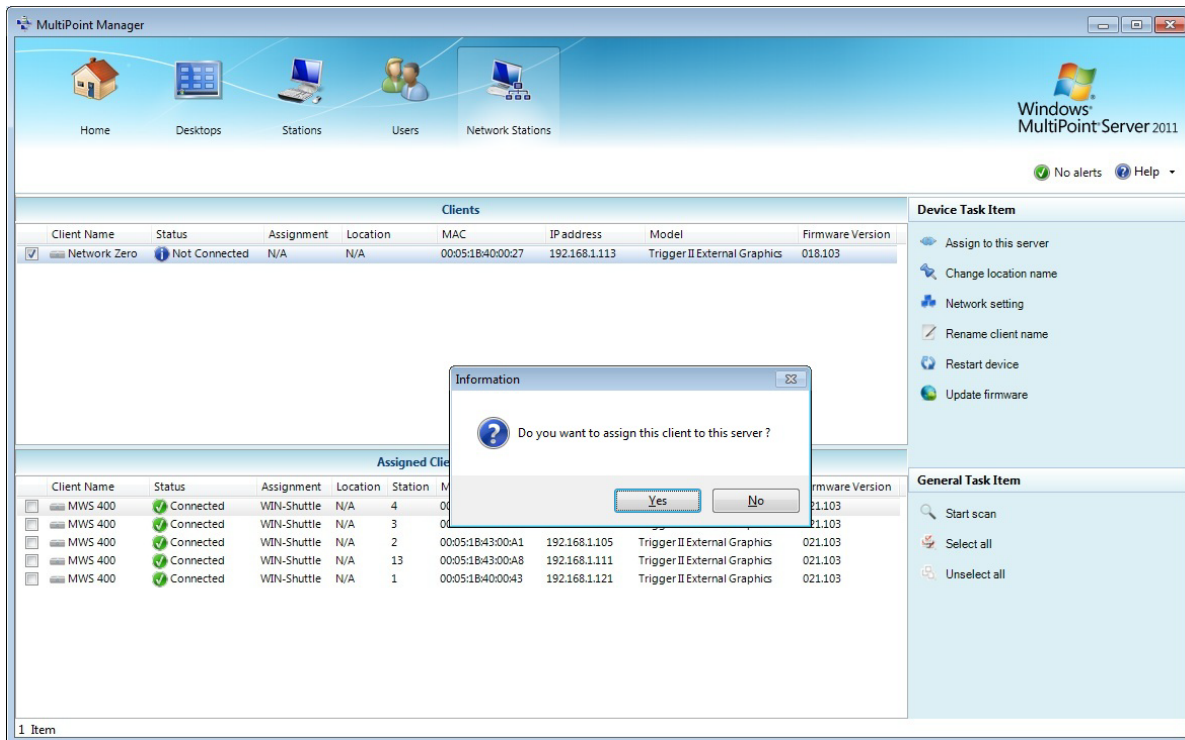 MultiPoint Manager
Home Desktops Stations Users Network Stations
Windows
MultiPoint Server 2011
No alerts Help
Clients
Client Name Status Assignment Location MAC IP address Model Firmware Version
Network Zero Not Connected N/A N/A 00:05:1B:40:00:27 192.168.1.113 Trigger II External Graphics 018.103
Device Task Item
Assign to this server
Change location name
Network setting
Rename client name
Restart device
Update firmware
Information
Do you want to assign this client to this server ?
Yes No
Assigned
Client Name Status Assignment Location Station Version
MWS 400 Connected WIN-Shuttle N/A 4
MWS 400 Connected WIN-Shuttle N/A 3
MWS 400 Connected WIN-Shuttle N/A 2 00:05:1B:43:00:A1 192.168.1.105 Trigger II External Graphics 021.103
MWS 400 Connected WIN-Shuttle N/A 13 00:05:1B:43:00:A8 192.168.1.111 Trigger II External Graphics 021.103
MWS 400 Connected WIN-Shuttle N/A 1 00:05:1B:40:00:43 192.168.1.121 Trigger II External Graphics 021.103
General Task Item
Start scan
Select all
Unselect all
1 Item